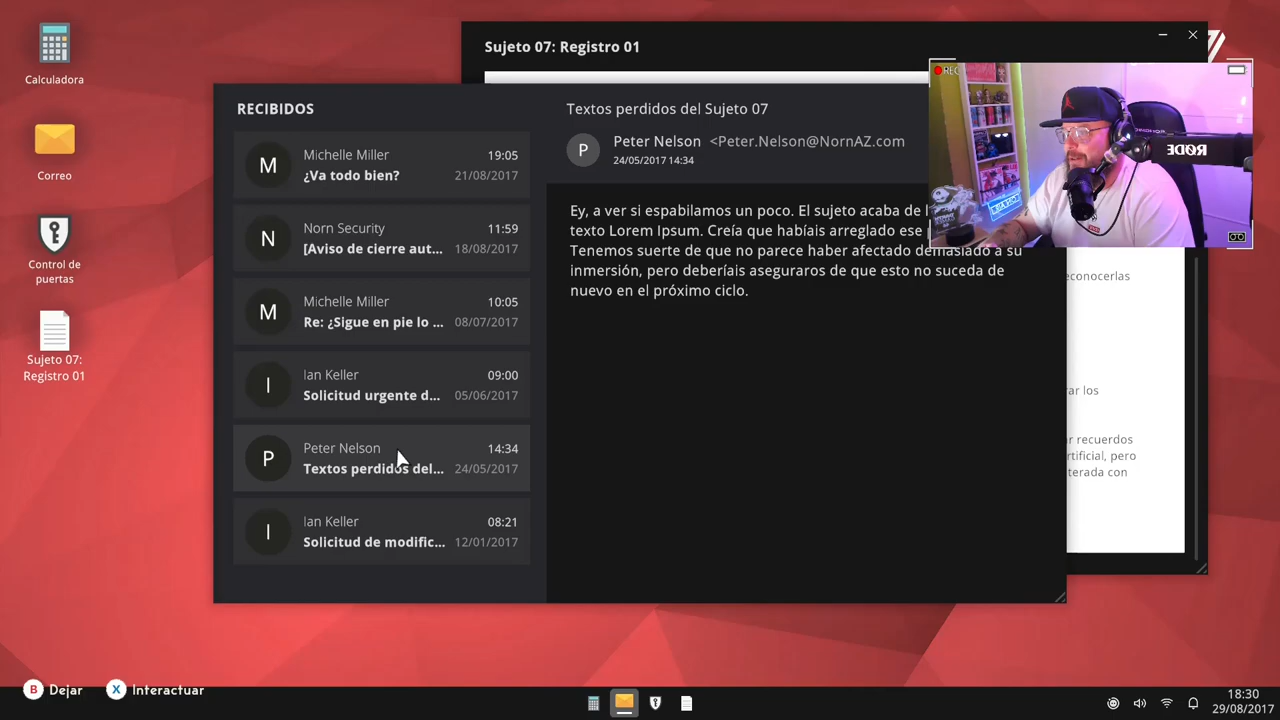 Calculadora
Correo
Control de
puertas
Sujeto 07:
Registro 01
Sujeto 07: Registro 01
REC
RØDE
RECIBIDOS
Michelle Miller 19:05
¿Va todo bien? 21/08/2017
Norn Security 11:59
[Aviso de cierre aut... 18/08/2017
Michelle Miller 10:05
Re: ¿Sigue en pie lo ... 08/07/2017
Ian Keller 09:00
Solicitud urgente d... 05/06/2017
Peter Nelson 14:34
Textos perdidos del... 24/05/2017
Ian Keller 08:21
Solicitud de modific... 12/01/2017
Textos perdidos del Sujeto 07
Peter Nelson <Peter.Nelson@NornAZ.com
24/05/2017 14:34
Ey, a ver si espabilamos un poco. El sujeto acaba de
texto Lorem Ipsum. Creía que habíais arreglado ese
Tenemos suerte de que no parece haber afectado demasiado a su
inmersión, pero deberíais aseguraros de que esto no suceda de
nuevo en el próximo ciclo.
econocerlas
rar los
ar recuerdos
artificial, pero
terada con
B Dejar X Interactuar
18:30
29/08/2017